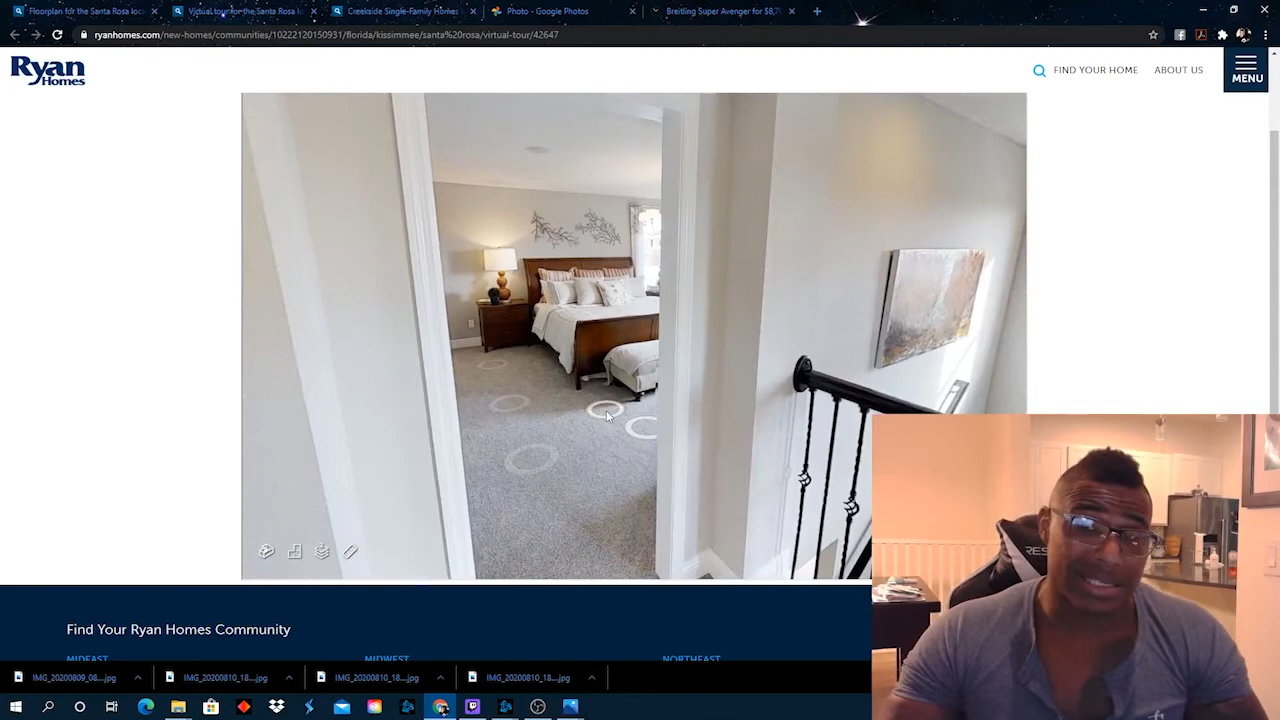 Floorplan for the Santa Rosa loc
Virtual tour for the Santa Rosa lo
Creekside Single-Family Homes
Photo - Google Photos
Breitling Super Avenger for $8,7
ryanhomes.com/new-homes/communities/10222120150931/florida/kissimmee/santa%20rosa/virtual-tour/42647
Ryan
Homes
FIND YOUR HOME
ABOUT US
MENU
Find Your Ryan Homes Community
MIDEAST
MIDWEST
NORTHEAST
IMG_20200809_08....jpg
IMG_20200810_18....jpg
IMG_20200810_18....jpg
IMG_20200810_18....jpg